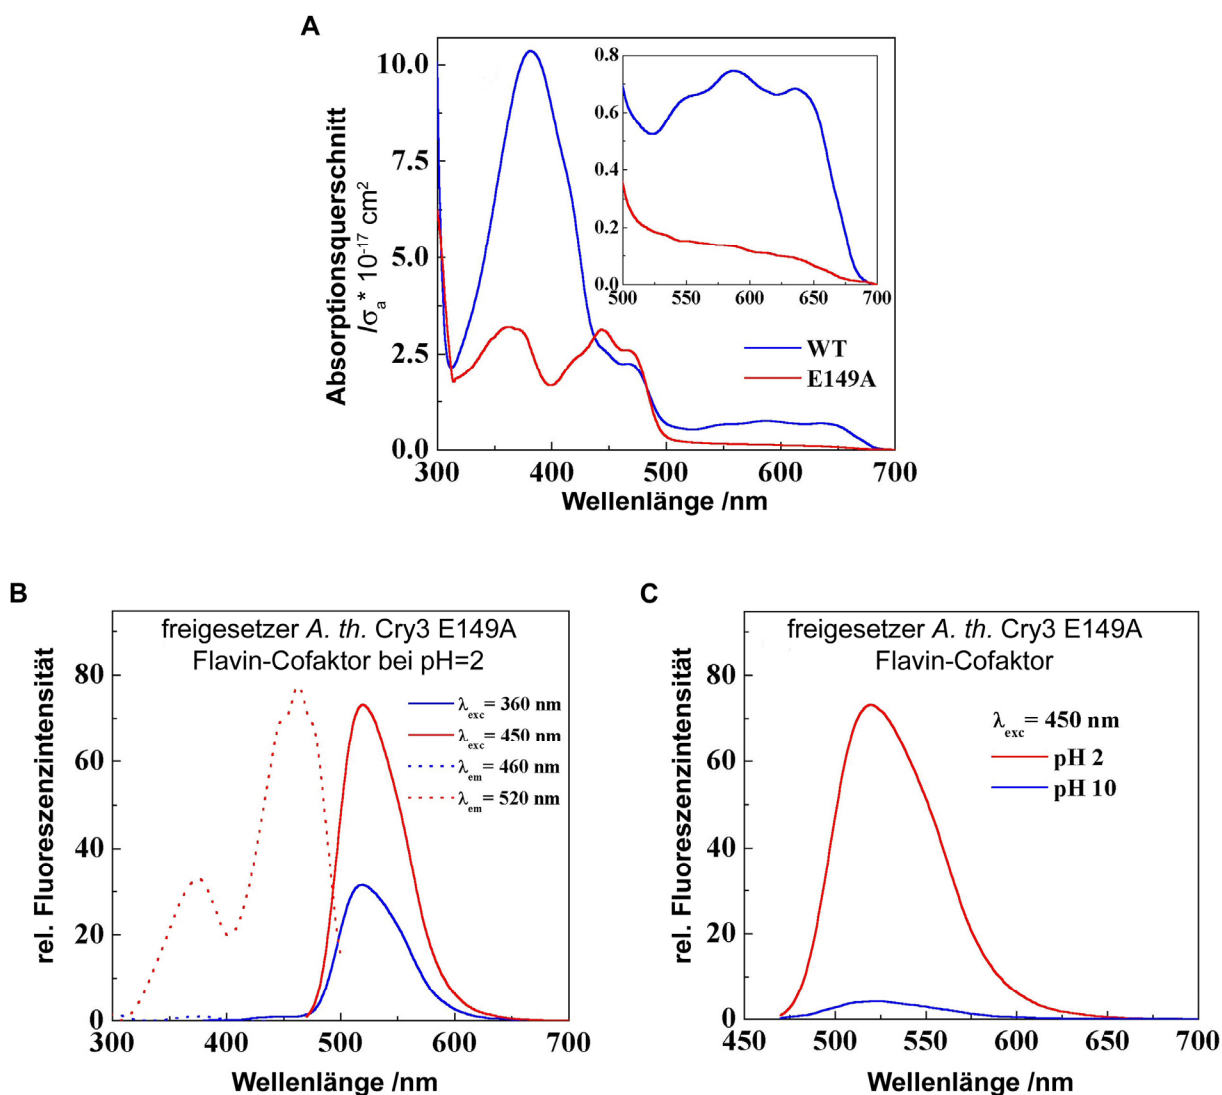 A
Absorptionsquerschnitt
/σa* 10-17 cm2
10.0
7.5
5.0
2.5
0.0
300 400 500 600 700
Wellenlänge /nm
0.8
0.6
0.4
0.2
0.0
500 550 600 650 700
WT
E149A
B
rel. Fluoreszenzintensität
80
60
40
20
0
freigesetzer A. th. Cry3 E149A
Flavin-Cofaktor bei pH=2
λexc= 360 nm
λexc= 450 nm
λem= 460 nm
λem= 520 nm
300 400 500 600 700
Wellenlänge /nm
C
rel. Fluoreszenzintensität
80
60
40
20
0
freigesetzer A. th. Cry3 E149A
Flavin-Cofaktor
λexc= 450 nm
pH 2
pH 10
450 500 550 600 650 700
Wellenlänge /nm